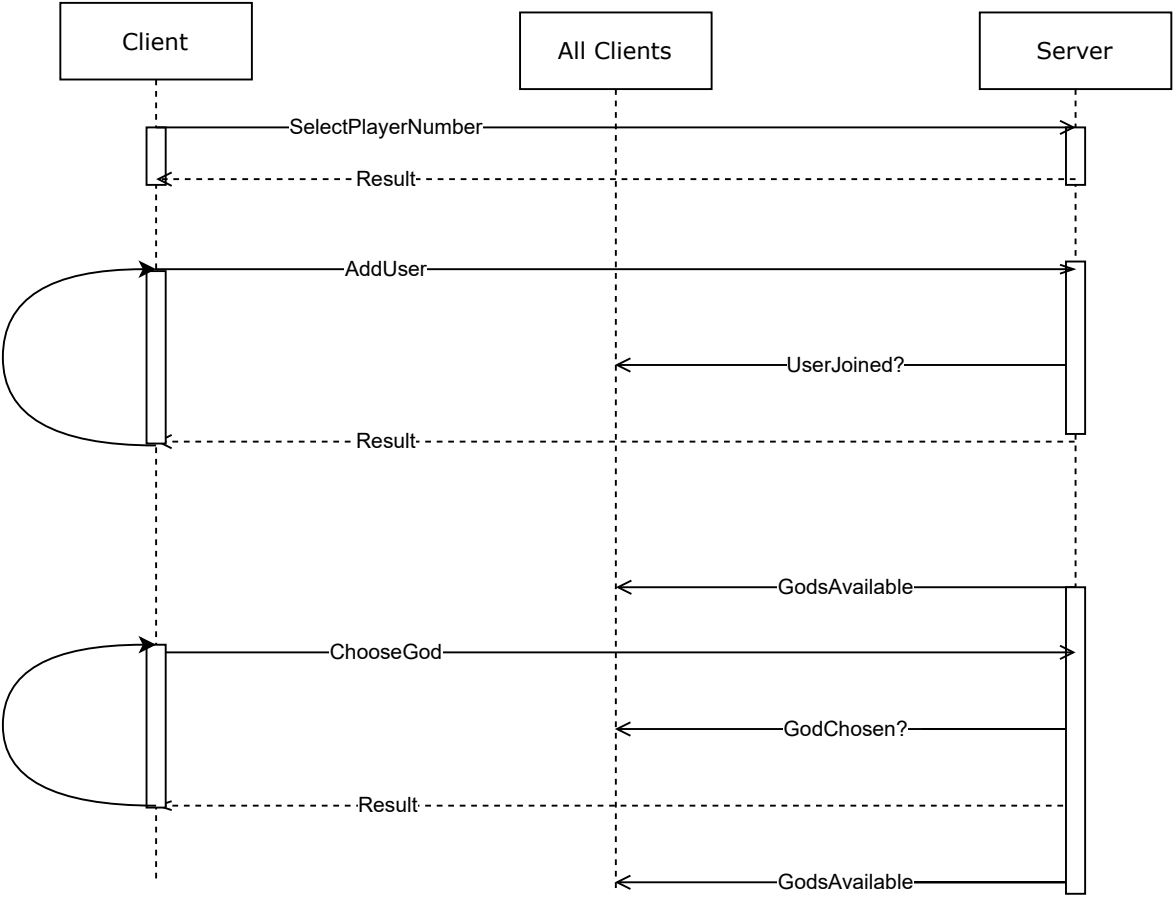 Client
All Clients
Server
SelectPlayerNumber
Result
AddUser
UserJoined?
Result
GodsAvailable
ChooseGod
GodChosen?
Result
GodsAvailable